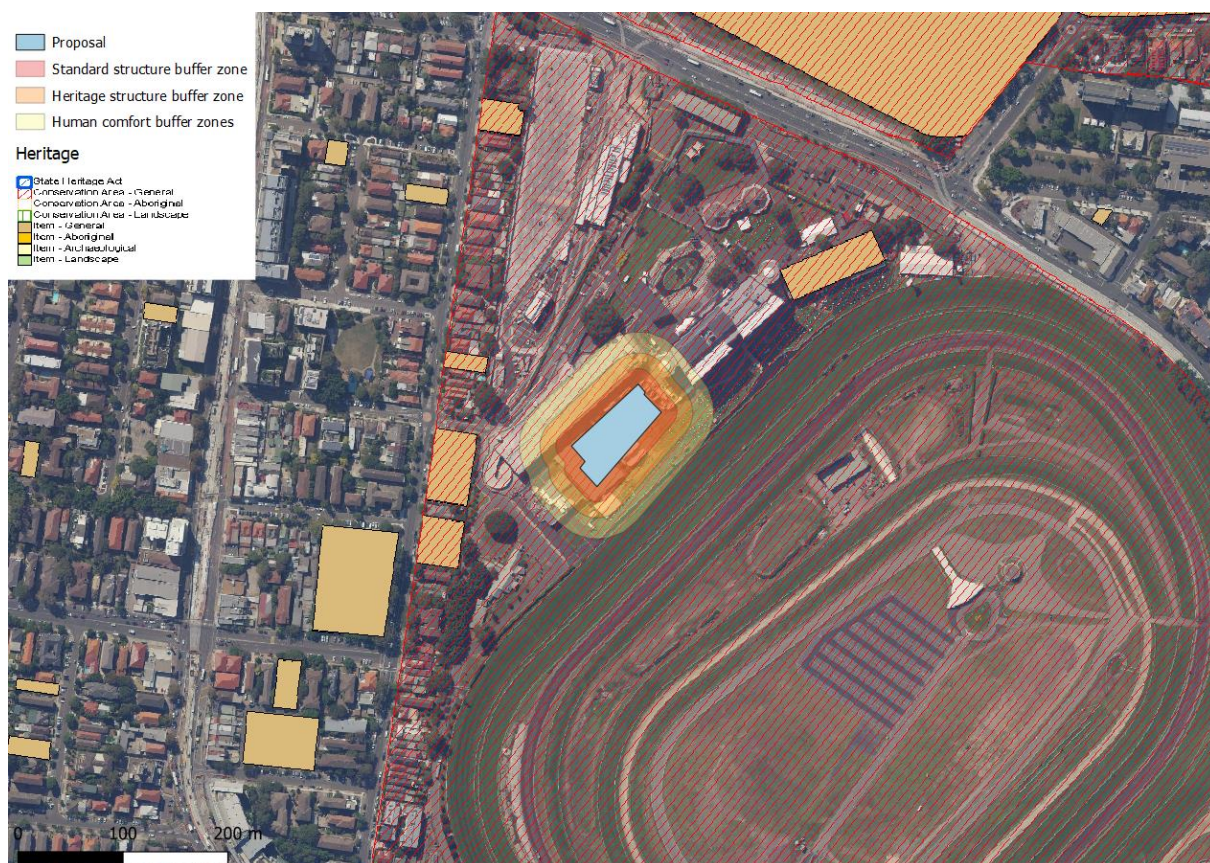 Proposal
Standard structure buffer zone
Heritage structure buffer zone
Human comfort buffer zones
Heritage
State Heritage Act
Conservation Area - General
Conservation Area - Aboriginal
Conservation Area - Landscape
Item - General
Item - Aboriginal
Item - Archaeological
Item - Landscape
0 100 200 m